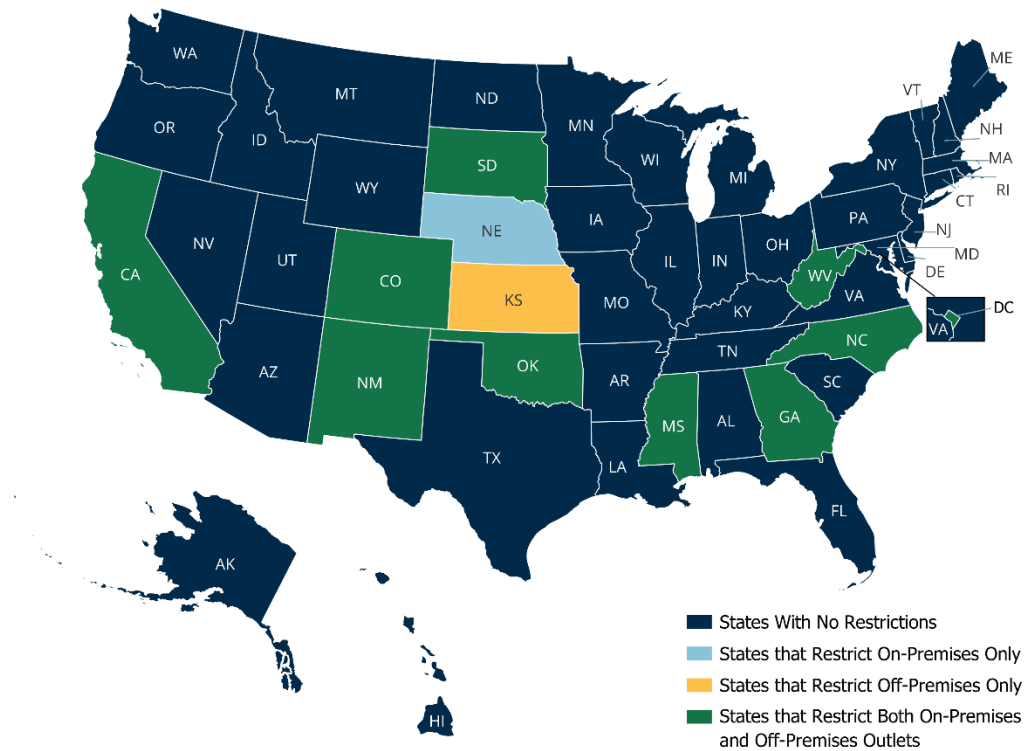 WA
MT
ND
MN
ME
VT
OR
ID
SD
WI
MI
NH
NY
MA
WY
RI
CT
NE
IA
PA
NJ
NV
UT
IL
IN
OH
MD
CA
CO
WV
DE
KS
MO
VA
DC
KY
VA
NC
TN
AZ
NM
OK
AR
SC
MS
AL
GA
TX
LA
FL
AK
HI
States With No Restrictions
States that Restrict On-Premises Only
States that Restrict Off-Premises Only
States that Restrict Both On-Premises
and Off-Premises Outlets